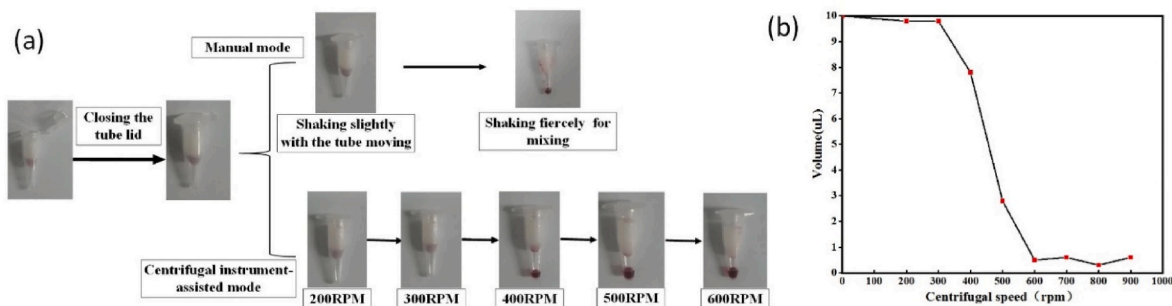 (a)
Manual mode
Closing the
tube lid
Shaking slightly
with the tube moving
Shaking fiercely for
mixing
Centrifugal instrument-
assisted mode
200RPM
300RPM
400RPM
500RPM
600RPM
(b)
Volume(uL)
10
9
8
7
6
5
4
3
2
1
0
0 100 200 300 400 500 600 700 800 900 1000
Centrifugal speed (rpm)